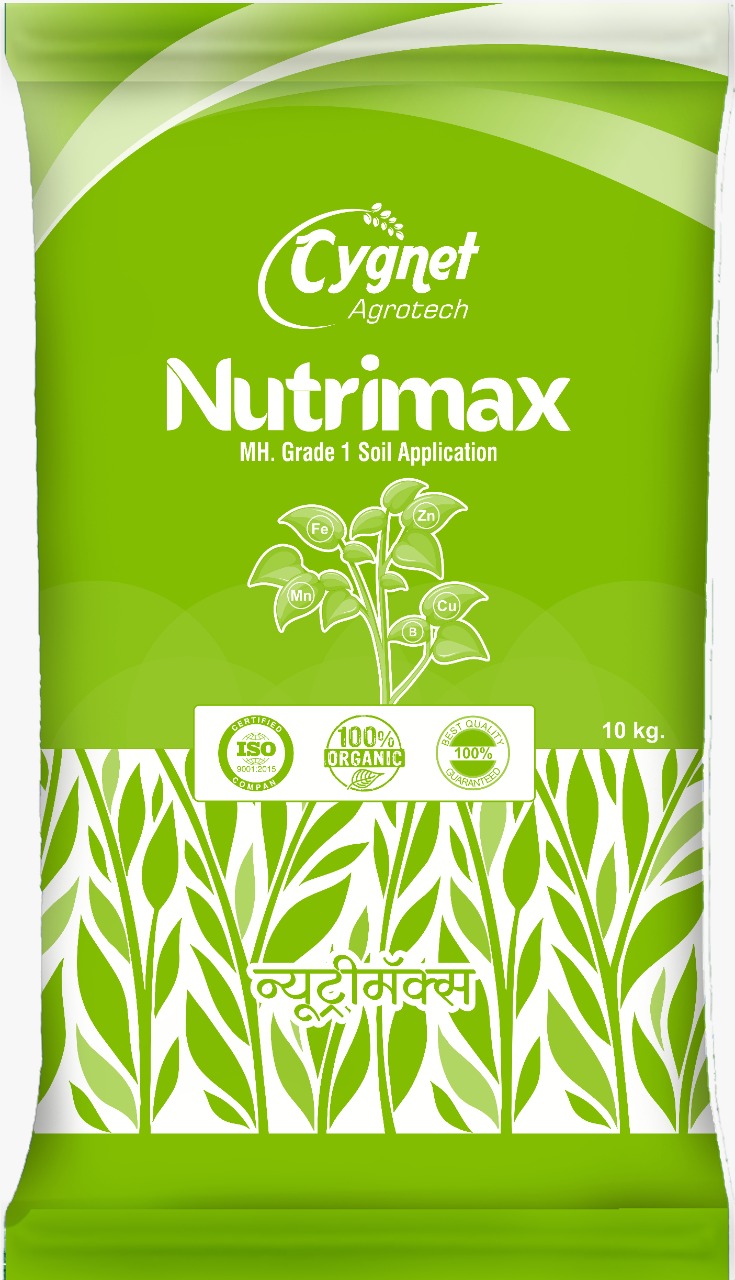 Cygnet
Agrotech
Nutrimax
MH. Grade 1 Soil Application
Zn
Fe
Mn
Cu
B
10 kg.
CERTIFIED
ISO
9001:2015
COMPAN
100%
ORGANIC
BEST QUALITY
100%
GUARANTEED
न्यूट्रीमॅक्स